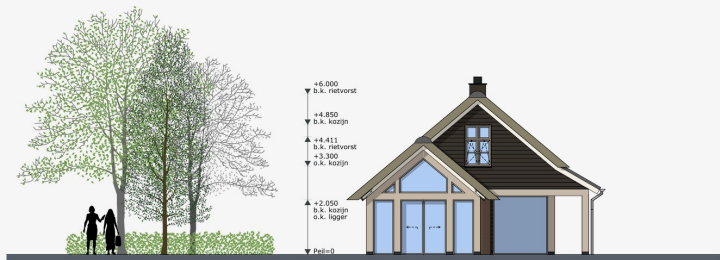 +6.000
b.k. rietvorst
+4.850
b.k. kozijn
+4.411
b.k. rietvorst
+3.300
o.k. kozijn
+2.050
b.k. kozijn
o.k. ligger
Peil=0